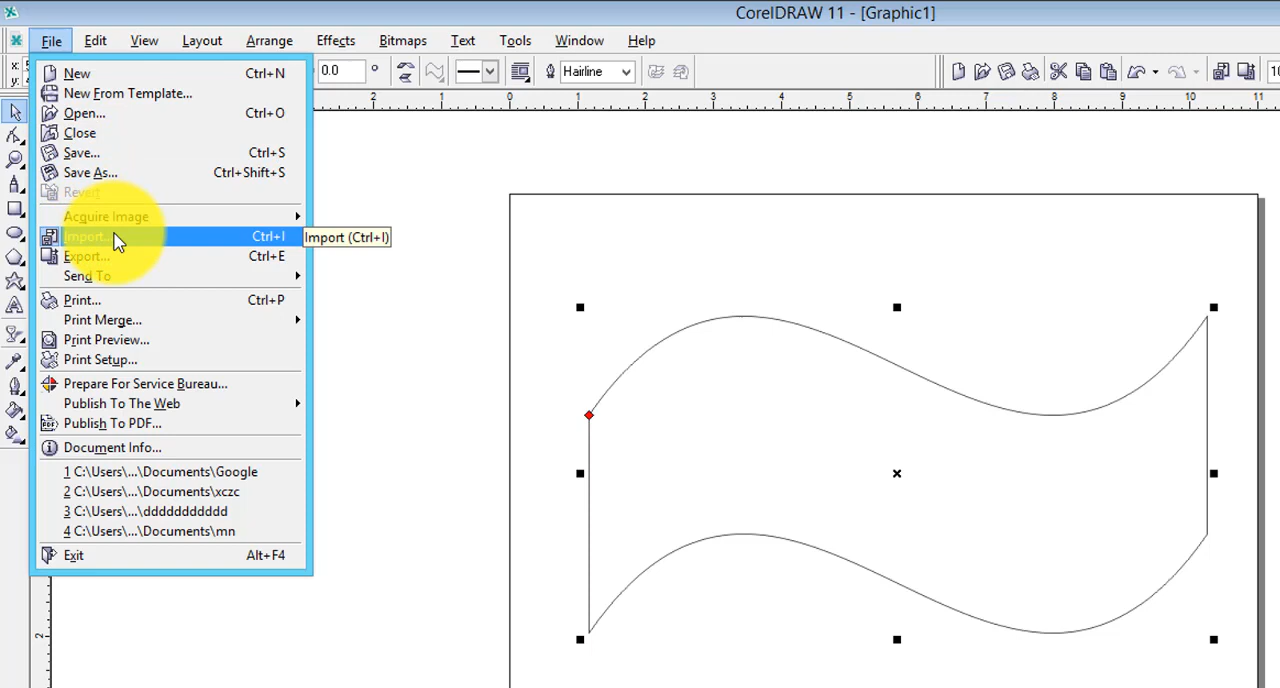 CorelDRAW 11 - [Graphic1]
File Edit View Layout Arrange Effects Bitmaps Text Tools Window Help
x:
y:
0.0 °
Hairline
2 1 0 1 2 3 4 5 6 7 8 9 10 11
New Ctrl+N
New From Template...
Open... Ctrl+O
Close
Save... Ctrl+S
Save As... Ctrl+Shift+S
Revert
Acquire Image
Import... Ctrl+I
Import (Ctrl+I)
Export... Ctrl+E
Send To
Print... Ctrl+P
Print Merge...
Print Preview...
Print Setup...
Prepare For Service Bureau...
Publish To The Web
Publish To PDF...
Document Info...
1 C:\Users\...\Documents\Google
2 C:\Users\...\Documents\xczc
3 C:\Users\...\ddddddddddd
4 C:\Users\...\Documents\mn
Exit Alt+F4
2